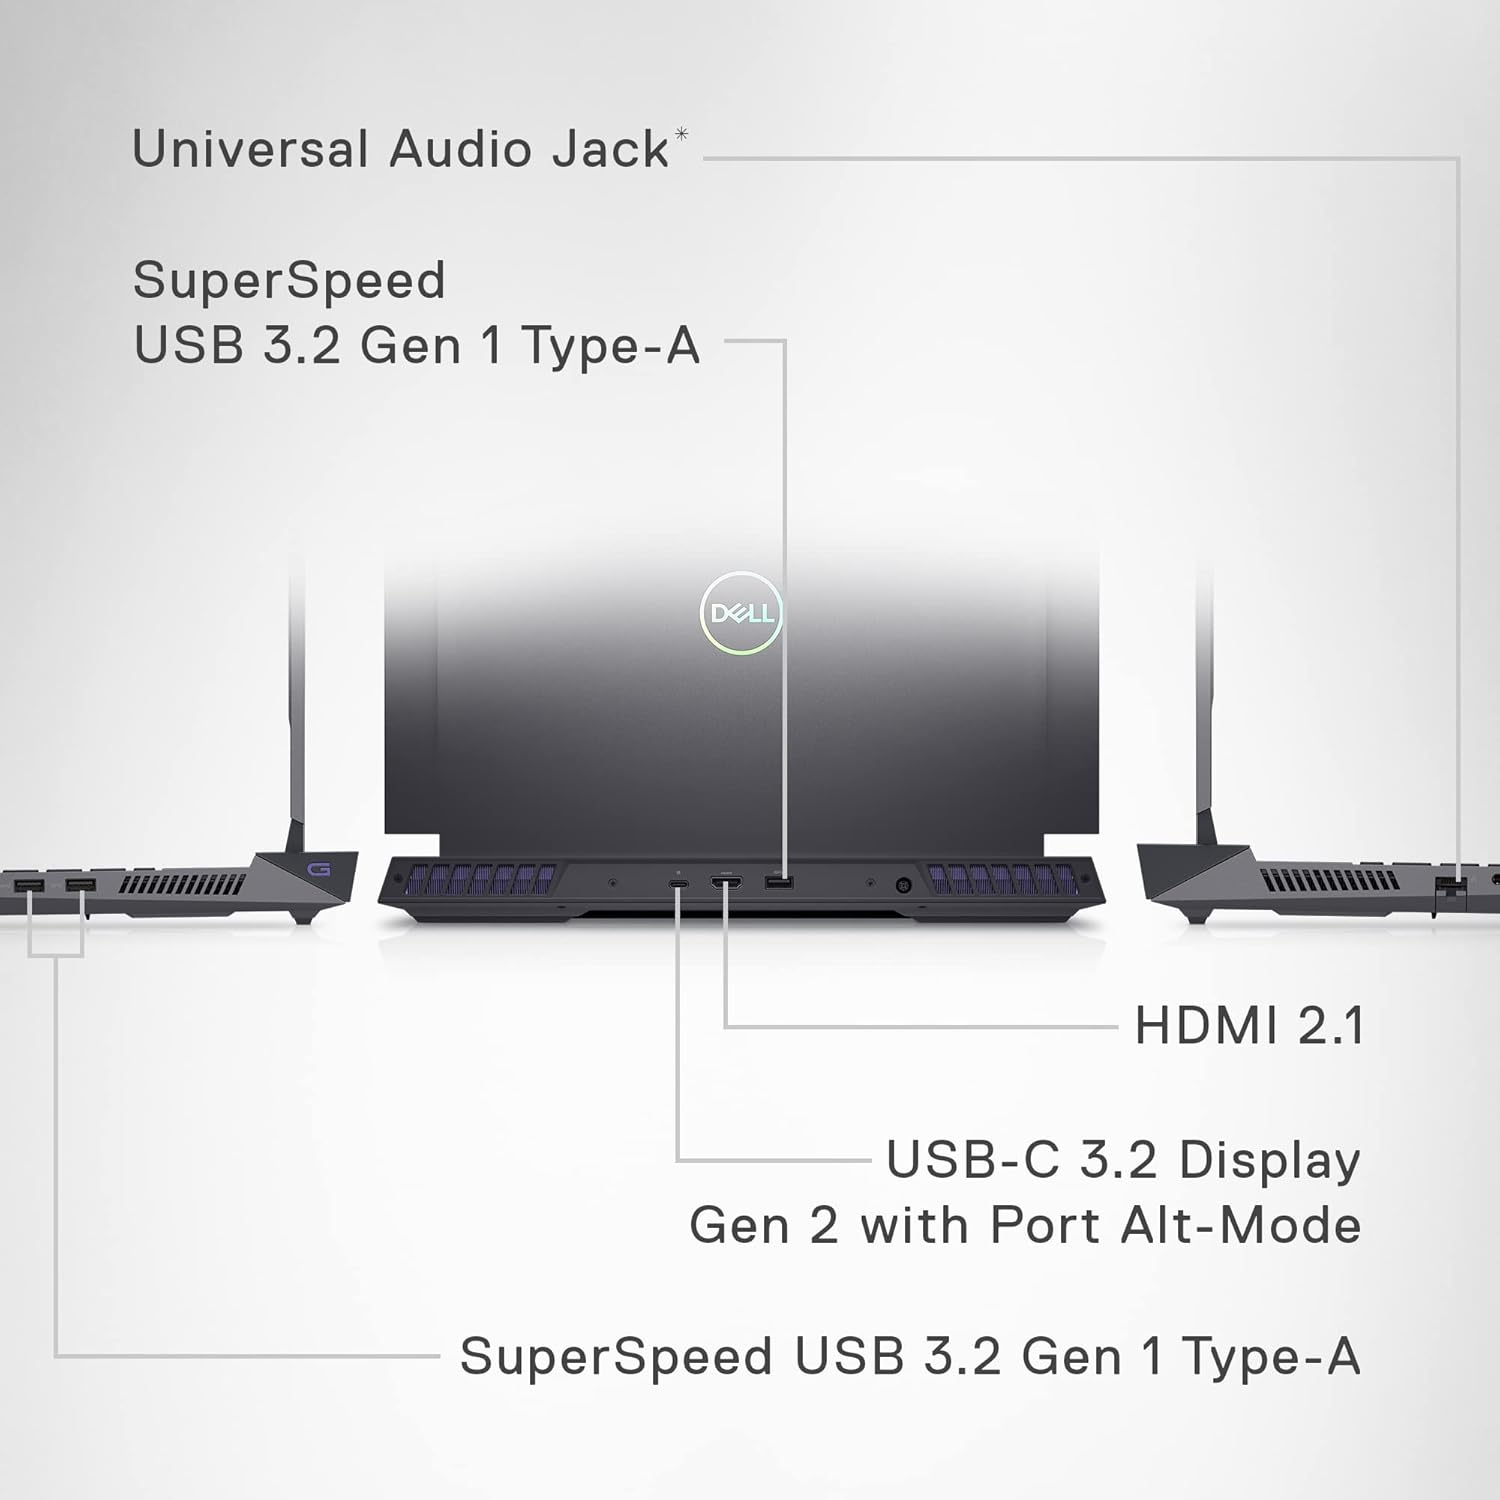 Universal Audio Jack*
SuperSpeed
USB 3.2 Gen 1 Type-A
DELL
G
HDMI 2.1
USB-C 3.2 Display
Gen 2 with Port Alt-Mode
SuperSpeed USB 3.2 Gen 1 Type-A